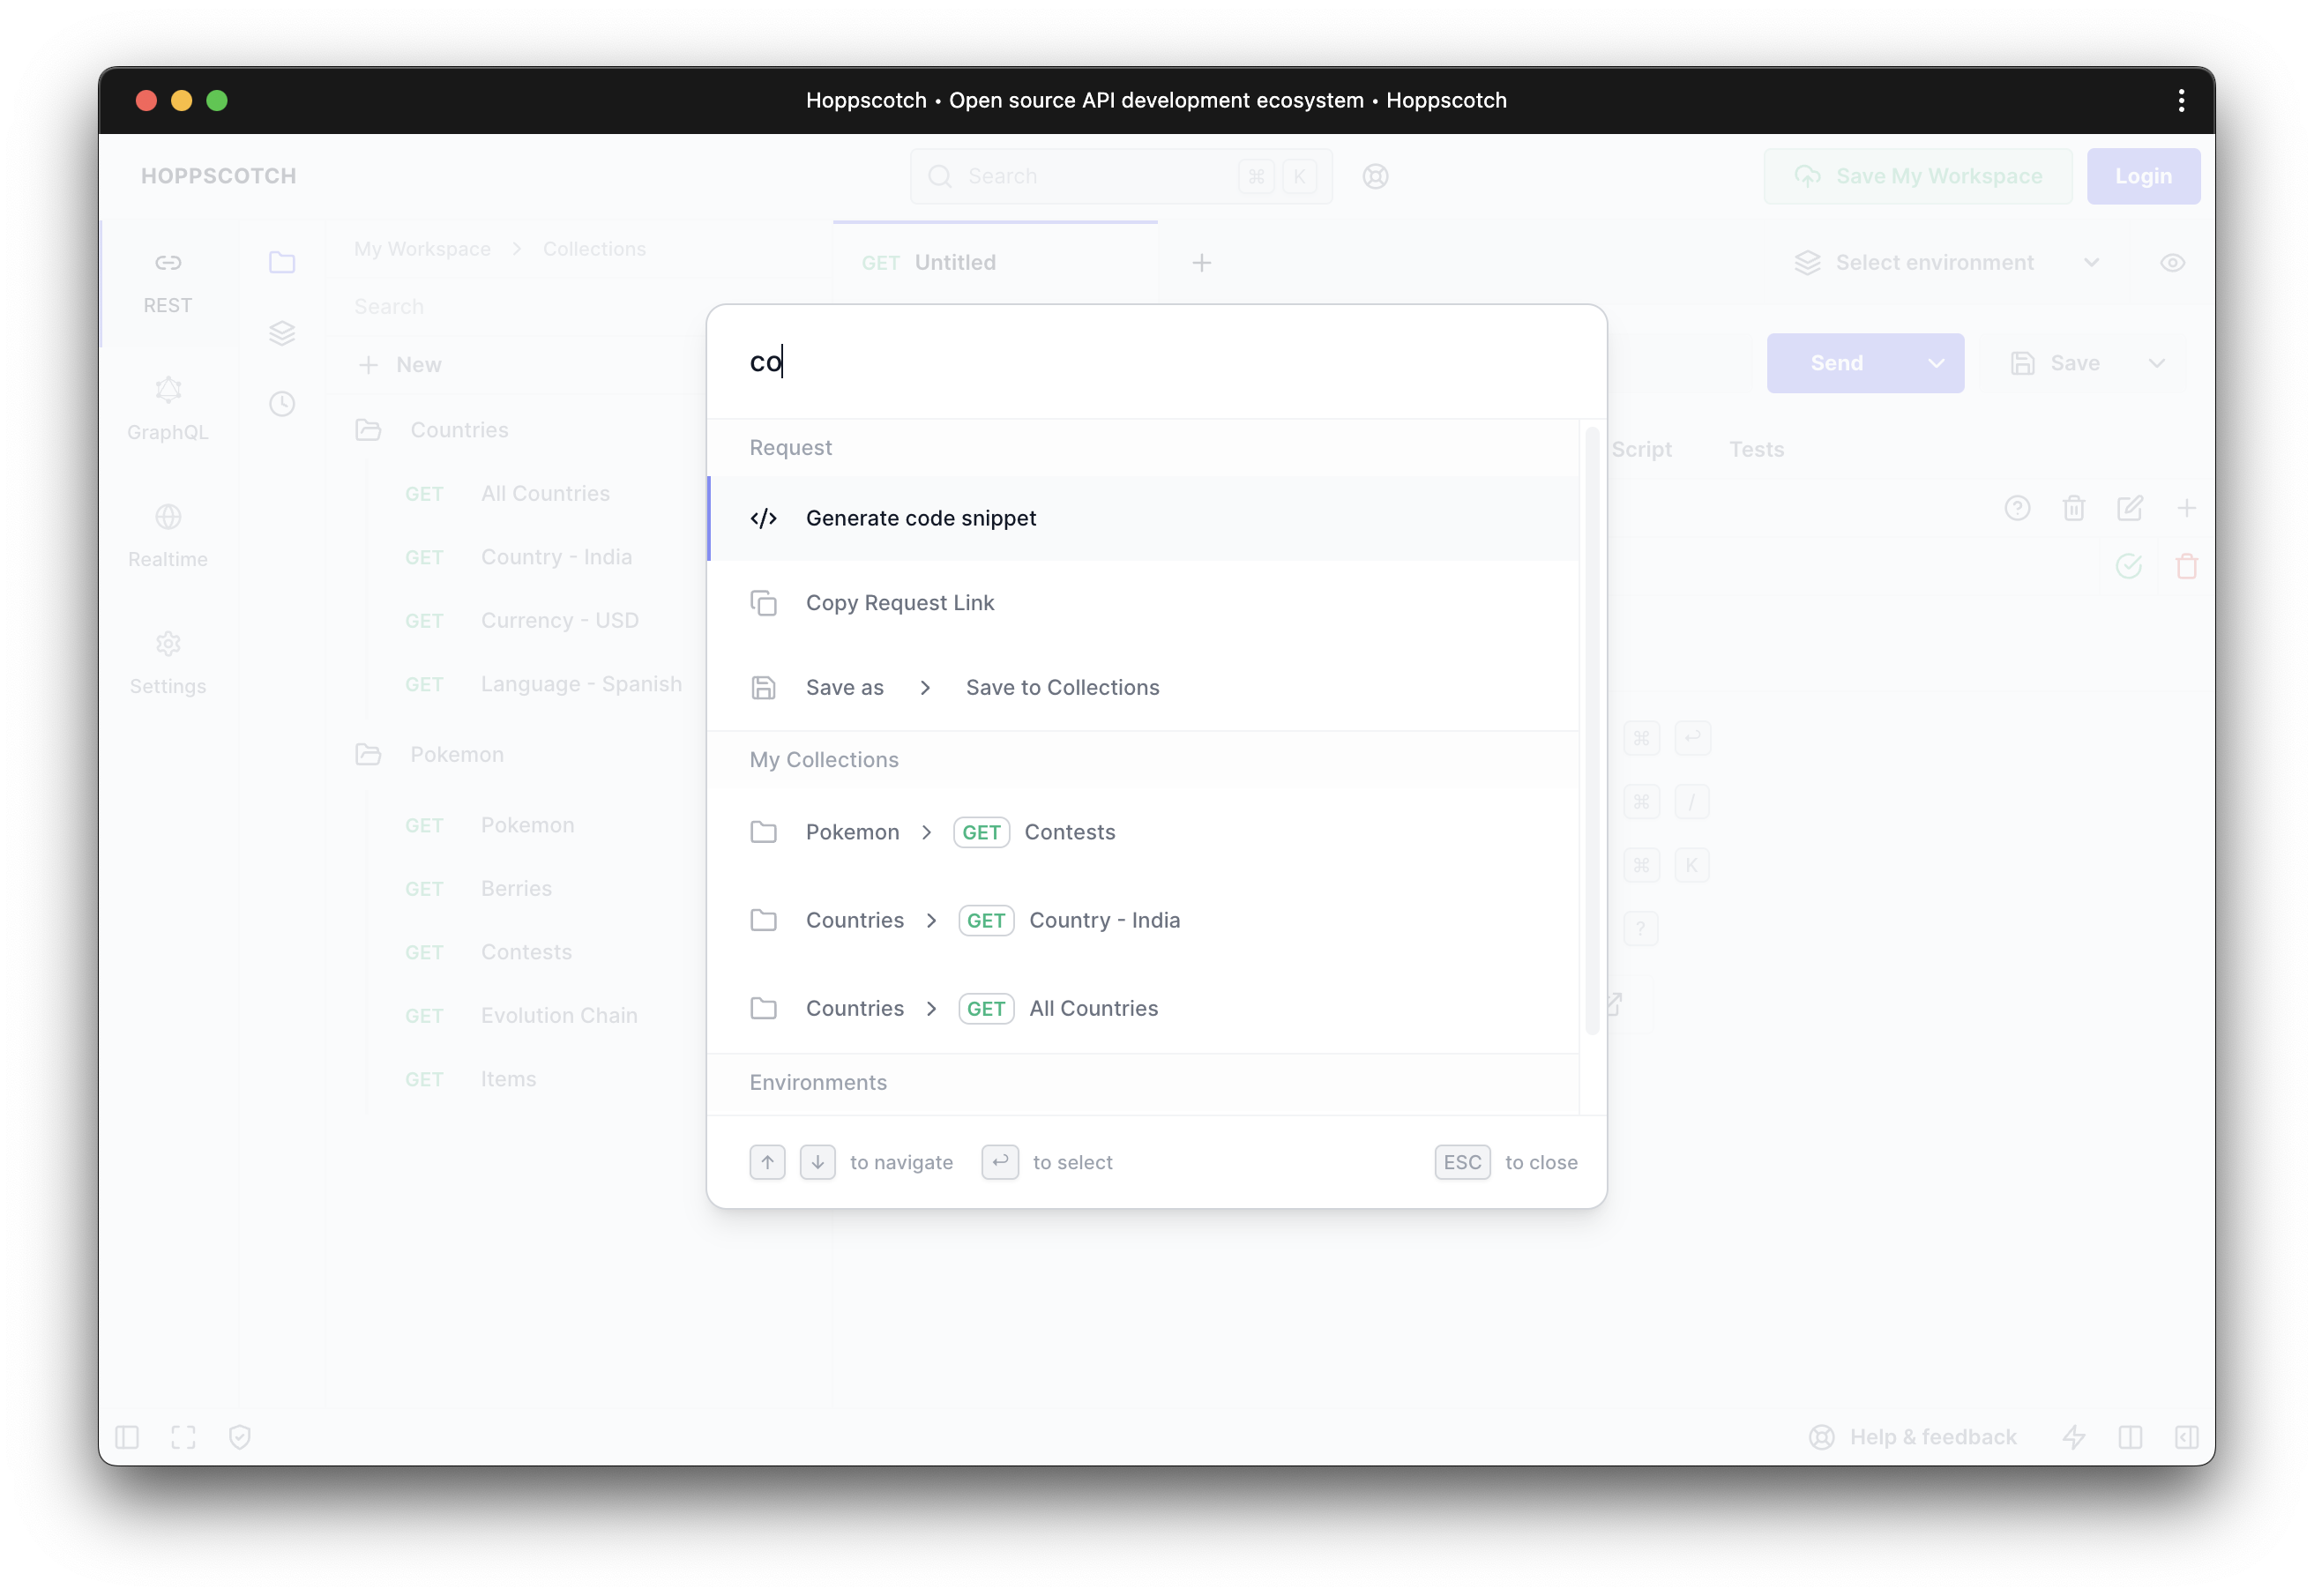 Hoppscotch • Open source API development ecosystem • Hoppscotch
HOPPSCOTCH
Search
⌘ K
Save My Workspace
Login
REST
GraphQL
Realtime
Settings
My Workspace > Collections
Search
New
Countries
GET All Countries
GET Country - India
GET Currency - USD
GET Language - Spanish
Pokemon
GET Pokemon
GET Berries
GET Contests
GET Evolution Chain
GET Items
GET Untitled
Select environment
Send
Save
Script
Tests
⌘ ↩
⌘ /
⌘ K
?
co
Request
Generate code snippet
Copy Request Link
Save as > Save to Collections
My Collections
Pokemon > GET Contests
Countries > GET Country - India
Countries > GET All Countries
Environments
↑ ↓ to navigate ↩ to select
ESC to close
Help & feedback